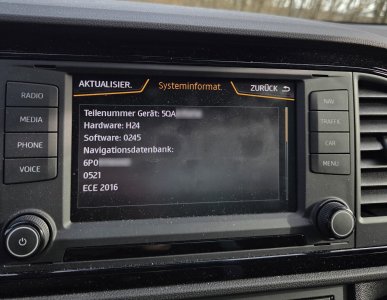 AKTUALISIER. Systeminformat. ZURÜCK
RADIO
MEDIA
PHONE
VOICE
Teilenummer Gerät: 5QA
Hardware: H24
Software: 0245
Navigationsdatenbank:
6P0
0521
ECE 2016
NAV
TRAFFIC
CAR
MENU